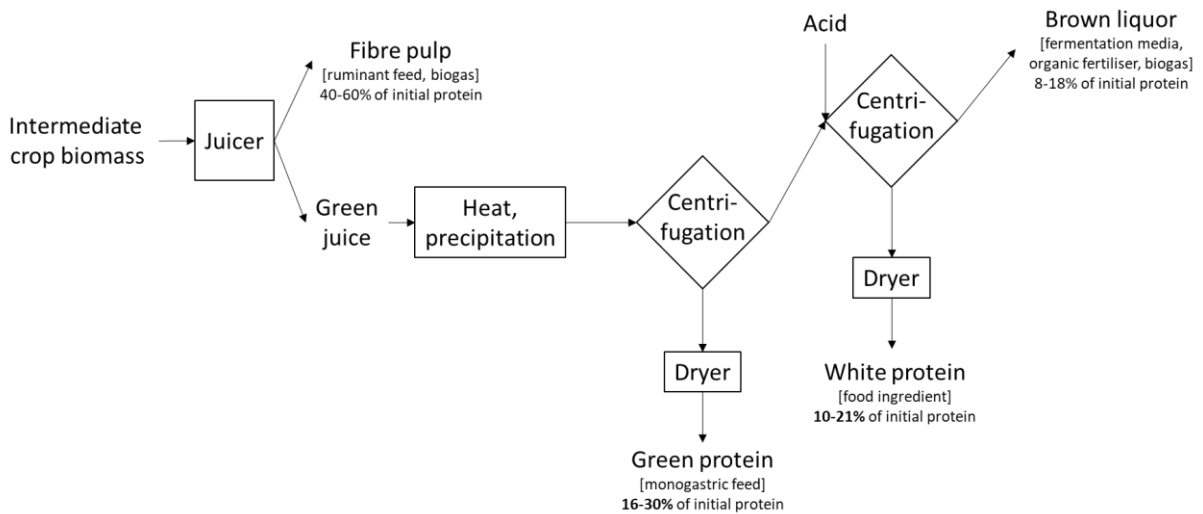 Intermediate
crop biomass
Juicer
Fibre pulp
[ruminant feed, biogas]
40-60% of initial protein
Green
juice
Heat,
precipitation
Centri-
fugation
Dryer
Green protein
[monogastric feed]
16-30% of initial protein
Acid
Centri-
fugation
Dryer
White protein
[food ingredient]
10-21% of initial protein
Brown liquor
[fermentation media,
organic fertiliser, biogas]
8-18% of initial protein